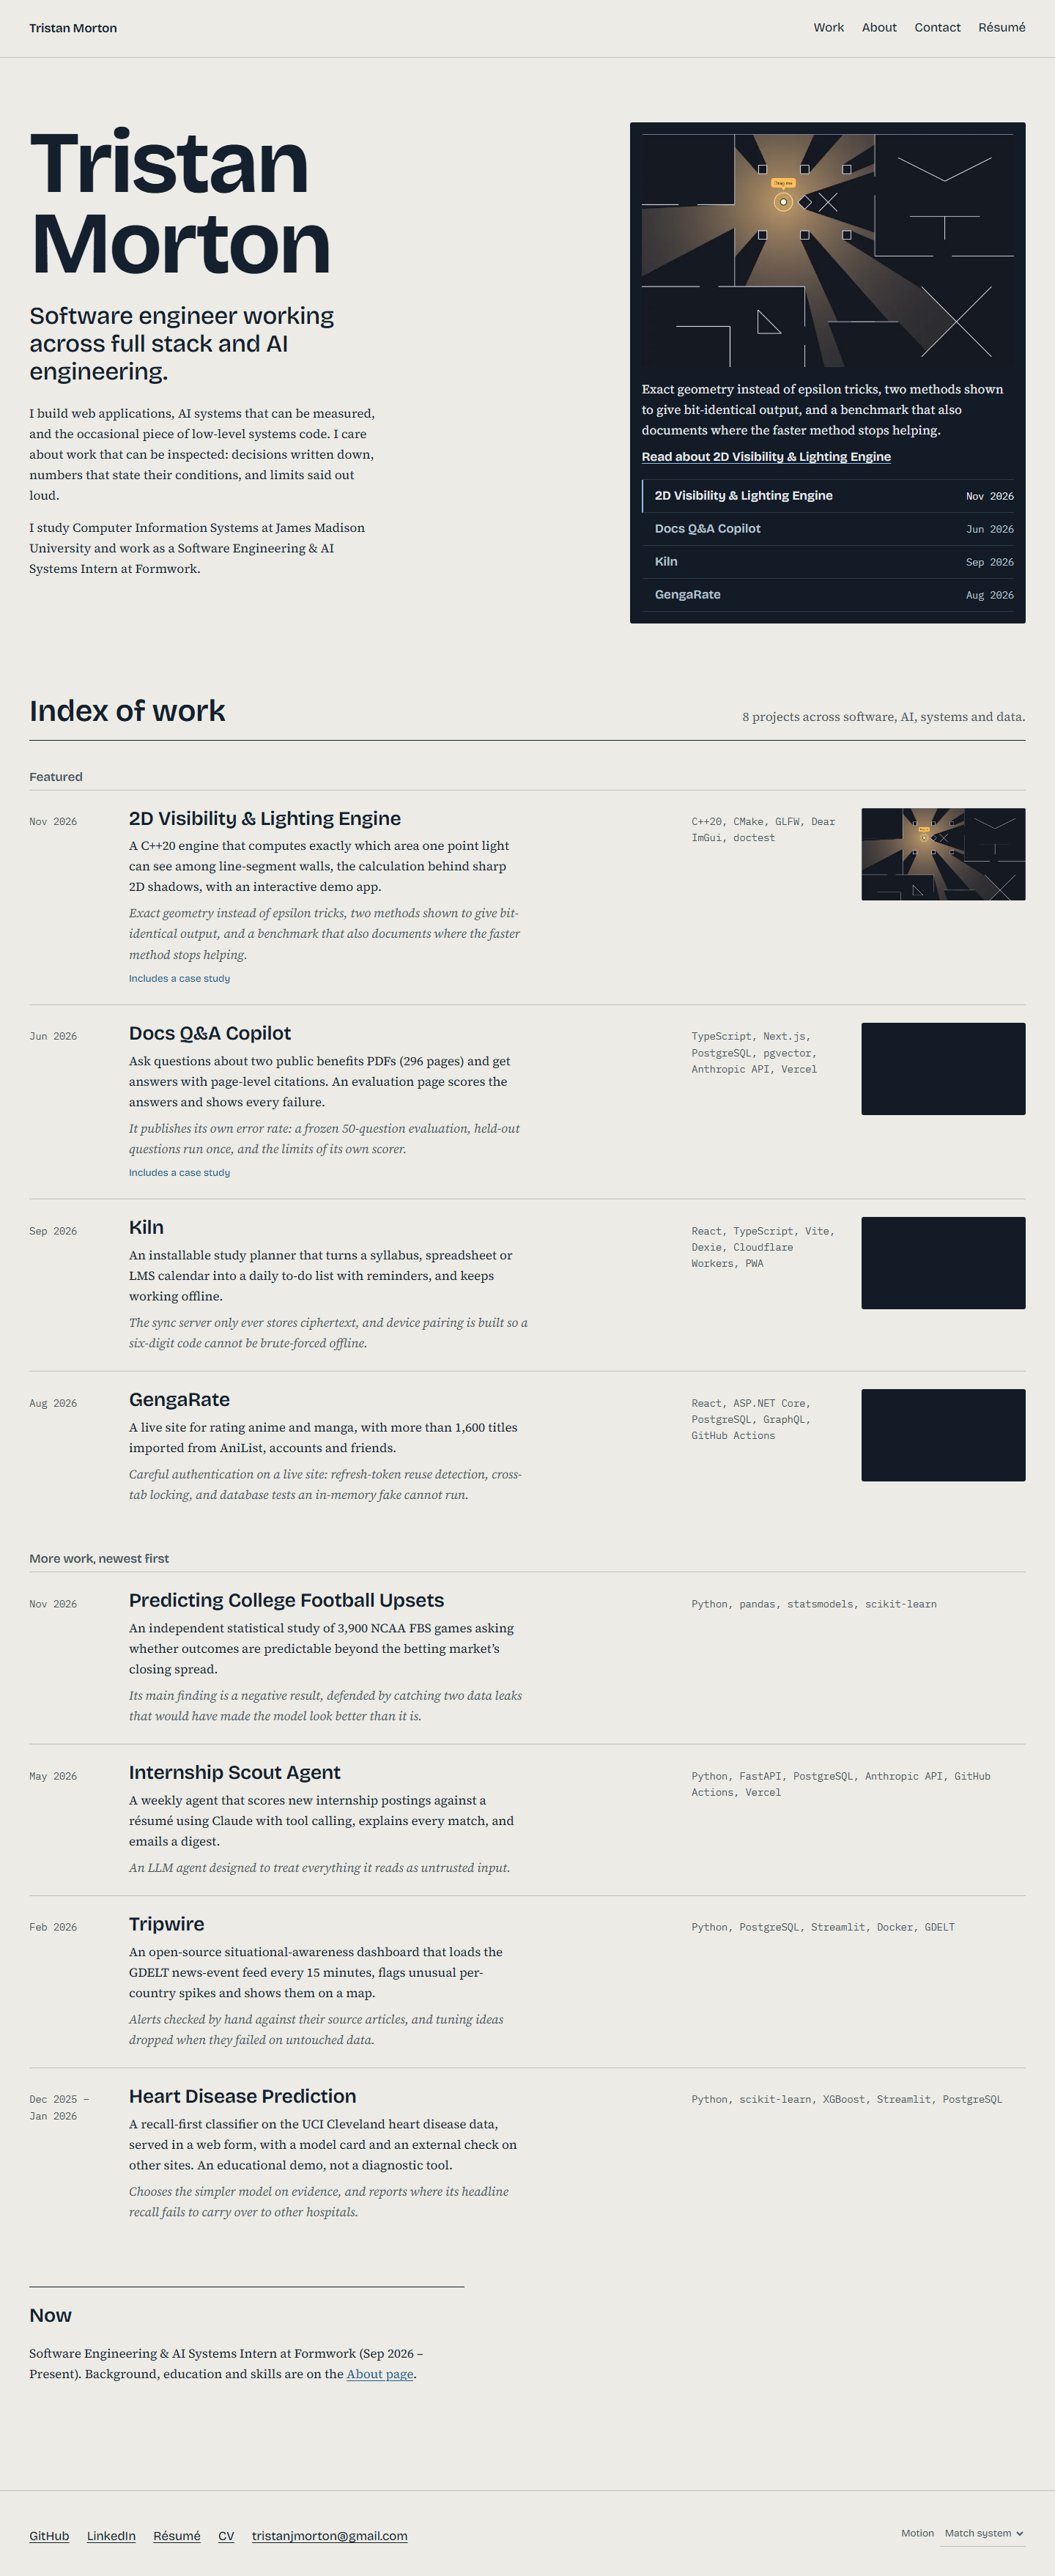 Tristan Morton
Work About Contact Résumé
Tristan
Morton
Software engineer working
across full stack and AI
engineering.
I build web applications, AI systems that can be measured,
and the occasional piece of low-level systems code. I care
about work that can be inspected: decisions written down,
numbers that state their conditions, and limits said out
loud.
I study Computer Information Systems at James Madison
University and work as a Software Engineering & AI
Systems Intern at Formwork.
Exact geometry instead of epsilon tricks, two methods shown
to give bit-identical output, and a benchmark that also
documents where the faster method stops helping.
Read about 2D Visibility & Lighting Engine
2D Visibility & Lighting Engine Nov 2026
Docs Q&A Copilot Jun 2026
Kiln Sep 2026
GengaRate Aug 2026
Index of work
8 projects across software, AI, systems and data.
Featured
Nov 2026
2D Visibility & Lighting Engine
A C++20 engine that computes exactly which area one point light
can see among line-segment walls, the calculation behind sharp
2D shadows, with an interactive demo app.
Exact geometry instead of epsilon tricks, two methods shown to give bit-
identical output, and a benchmark that also documents where the faster
method stops helping.
Includes a case study
C++20, CMake, GLFW, Dear
ImGui, doctest
Jun 2026
Docs Q&A Copilot
Ask questions about two public benefits PDFs (296 pages) and get
answers with page-level citations. An evaluation page scores the
answers and shows every failure.
It publishes its own error rate: a frozen 50-question evaluation, held-out
questions run once, and the limits of its own scorer.
Includes a case study
TypeScript, Next.js,
PostgreSQL, pgvector,
Anthropic API, Vercel
Sep 2026
Kiln
An installable study planner that turns a syllabus, spreadsheet or
LMS calendar into a daily to-do list with reminders, and keeps
working offline.
The sync server only ever stores ciphertext, and device pairing is built so a
six-digit code cannot be brute-forced offline.
React, TypeScript, Vite,
Dexie, Cloudflare
Workers, PWA
Aug 2026
GengaRate
A live site for rating anime and manga, with more than 1,600 titles
imported from AniList, accounts and friends.
Careful authentication on a live site: refresh-token reuse detection, cross-
tab locking, and database tests an in-memory fake cannot run.
React, ASP.NET Core,
PostgreSQL, GraphQL,
GitHub Actions
More work, newest first
Nov 2026
Predicting College Football Upsets
An independent statistical study of 3,900 NCAA FBS games asking
whether outcomes are predictable beyond the betting market’s
closing spread.
Its main finding is a negative result, defended by catching two data leaks
that would have made the model look better than it is.
Python, pandas, statsmodels, scikit-learn
May 2026
Internship Scout Agent
A weekly agent that scores new internship postings against a
résumé using Claude with tool calling, explains every match, and
emails a digest.
An LLM agent designed to treat everything it reads as untrusted input.
Python, FastAPI, PostgreSQL, Anthropic API, GitHub
Actions, Vercel
Feb 2026
Tripwire
An open-source situational-awareness dashboard that loads the
GDELT news-event feed every 15 minutes, flags unusual per-
country spikes and shows them on a map.
Alerts checked by hand against their source articles, and tuning ideas
dropped when they failed on untouched data.
Python, PostgreSQL, Streamlit, Docker, GDELT
Dec 2025 –
Jan 2026
Heart Disease Prediction
A recall-first classifier on the UCI Cleveland heart disease data,
served in a web form, with a model card and an external check on
other sites. An educational demo, not a diagnostic tool.
Chooses the simpler model on evidence, and reports where its headline
recall fails to carry over to other hospitals.
Python, scikit-learn, XGBoost, Streamlit, PostgreSQL
Now
Software Engineering & AI Systems Intern at Formwork (Sep 2026 –
Present). Background, education and skills are on the About page.
GitHub LinkedIn Résumé CV tristanjmorton@gmail.com
Motion Match system